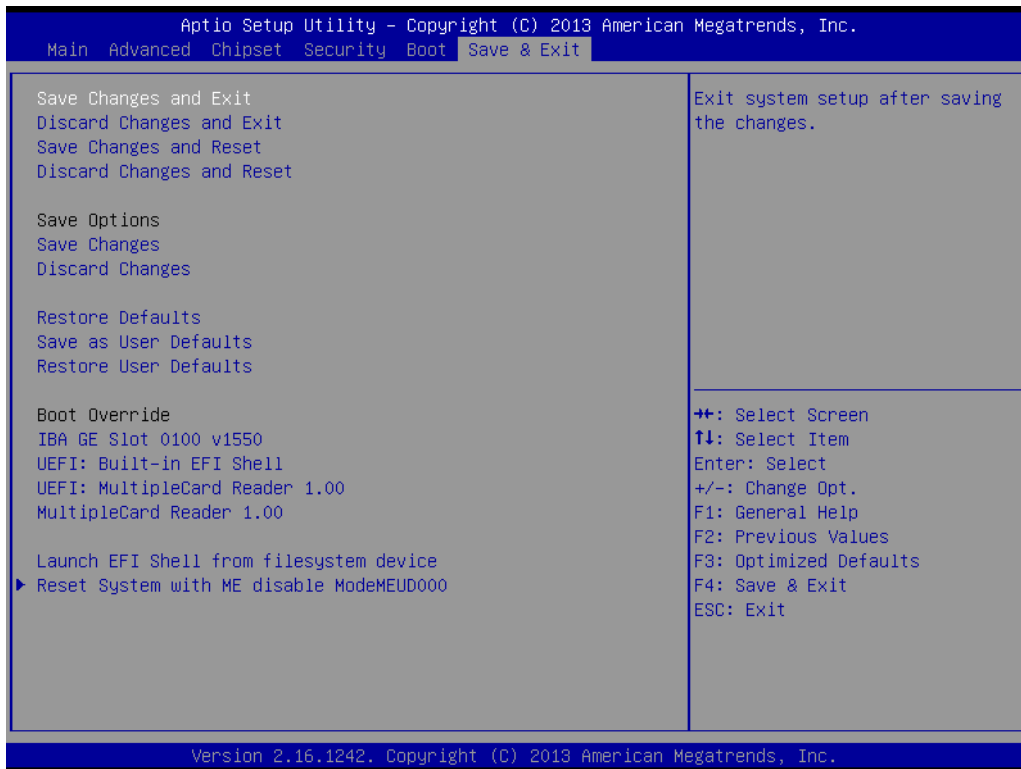 Aptio Setup Utility – Copyright (C) 2013 American Megatrends, Inc.
Main Advanced Chipset Security Boot Save & Exit
Save Changes and Exit
Discard Changes and Exit
Save Changes and Reset
Discard Changes and Reset
Save Options
Save Changes
Discard Changes
Restore Defaults
Save as User Defaults
Restore User Defaults
Boot Override
IBA GE Slot 0100 v1550
UEFI: Built-in EFI Shell
UEFI: MultipleCard Reader 1.00
MultipleCard Reader 1.00
Launch EFI Shell from filesystem device
Reset System with ME disable ModeMEUD000
Exit system setup after saving
the changes.
→←: Select Screen
↑↓: Select Item
Enter: Select
+/-: Change Opt.
F1: General Help
F2: Previous Values
F3: Optimized Defaults
F4: Save & Exit
ESC: Exit
Version 2.16.1242. Copyright (C) 2013 American Megatrends, Inc.